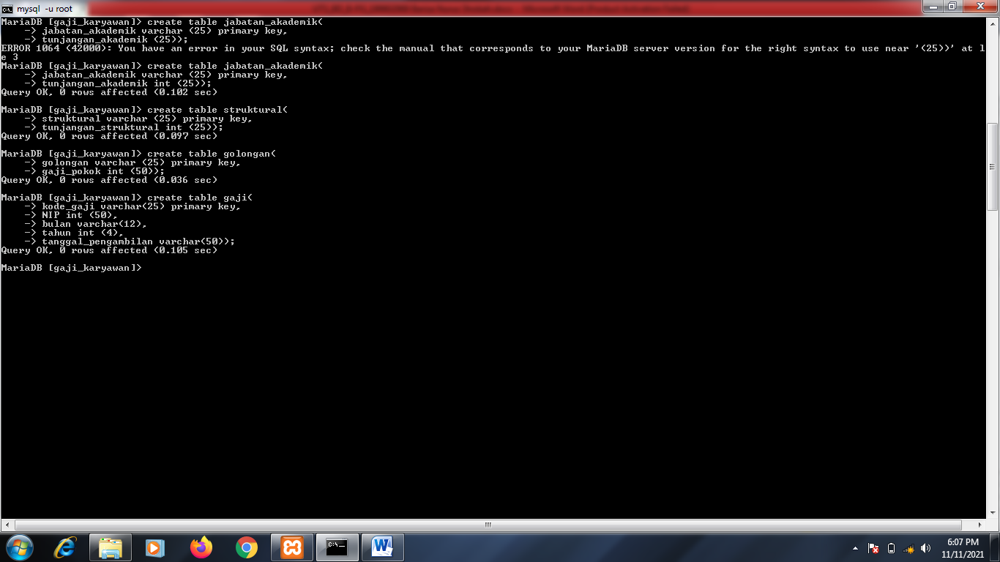 mysql -u root
MariaDB [gaji_karyawan]> create table jabatan_akademik(
-> jabatan_akademik varchar (25) primary key,
-> tunjangan_akademik (25));
ERROR 1064 (42000): You have an error in your SQL syntax; check the manual that corresponds to your MariaDB server version for the right syntax to use near '(25))' at l
e 3
MariaDB [gaji_karyawan]> create table jabatan_akademik(
-> jabatan_akademik varchar (25) primary key,
-> tunjangan_akademik int (25));
Query OK, 0 rows affected (0.102 sec)
MariaDB [gaji_karyawan]> create table struktural(
-> struktural varchar (25) primary key,
-> tunjangan_struktural int (25));
Query OK, 0 rows affected (0.097 sec)
MariaDB [gaji_karyawan]> create table golongan(
-> golongan varchar (25) primary key,
-> gaji_pokok int (50));
Query OK, 0 rows affected (0.036 sec)
MariaDB [gaji_karyawan]> create table gaji(
-> kode_gaji varchar(25) primary key,
-> NIP int (50),
-> bulan varchar(12),
-> tahun int (4),
-> tanggal_pengambilan varchar(50));
Query OK, 0 rows affected (0.105 sec)
MariaDB [gaji_karyawan]>
6:07 PM
11/11/2021